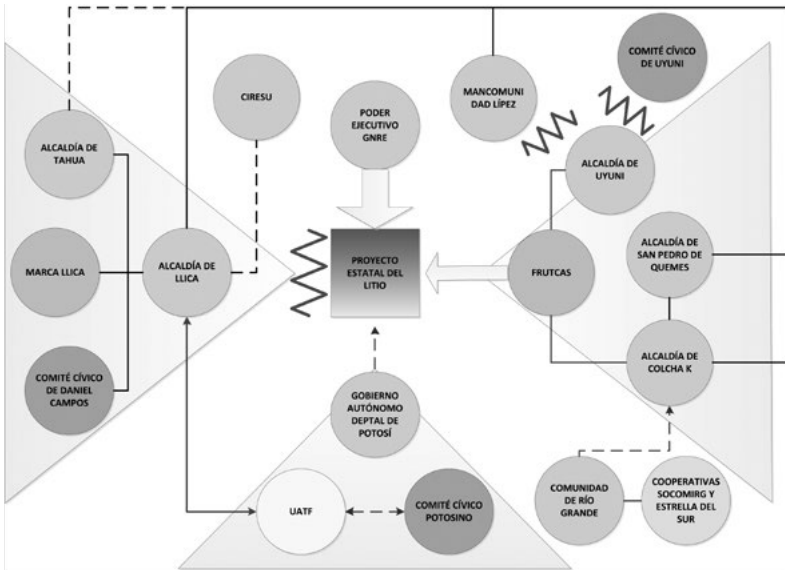 COMITÉ CÍVICO
DE UYUNI
CIRESU
MANCOMUNI
DAD LÍPEZ
PODER
EJECUTIVO
GNRE
ALCALDÍA DE
TAHUA
ALCALDÍA DE
UYUNI
ALCALDÍA DE
SAN PEDRO DE
QUEMES
MARCA LLICA
ALCALDÍA DE
LLICA
PROYECTO
ESTATAL DEL
LITIO
FRUTCAS
ALCALDÍA DE
COLCHA K
COMITÉ CÍVICO
DE DANIEL
CAMPOS
GOBIERNO
AUTÓNOMO
DEPTAL DE
POTOSÍ
COMUNIDAD
DE RÍO
GRANDE
COOPERATIVAS
SOCOMIRG Y
ESTRELLA DEL
SUR
UATF
COMITÉ CÍVICO
POTOSINO